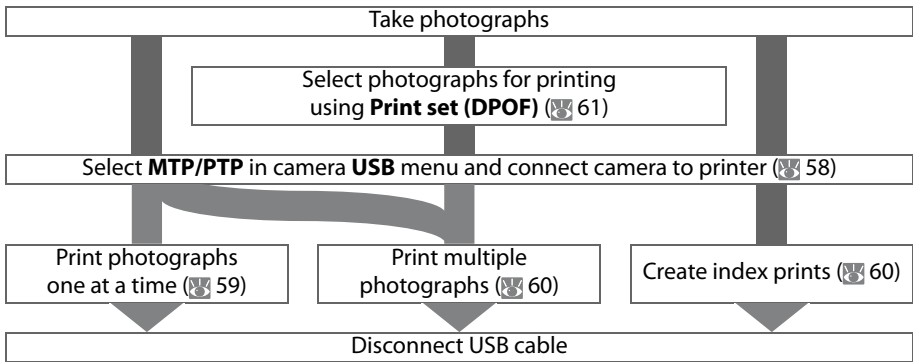 Take photographs
Select photographs for printing
using Print set (DPOF) ( 61)
Select MTP/PTP in camera USB menu and connect camera to printer ( 58)
Print photographs
one at a time ( 59)
Print multiple
photographs ( 60)
Create index prints ( 60)
Disconnect USB cable